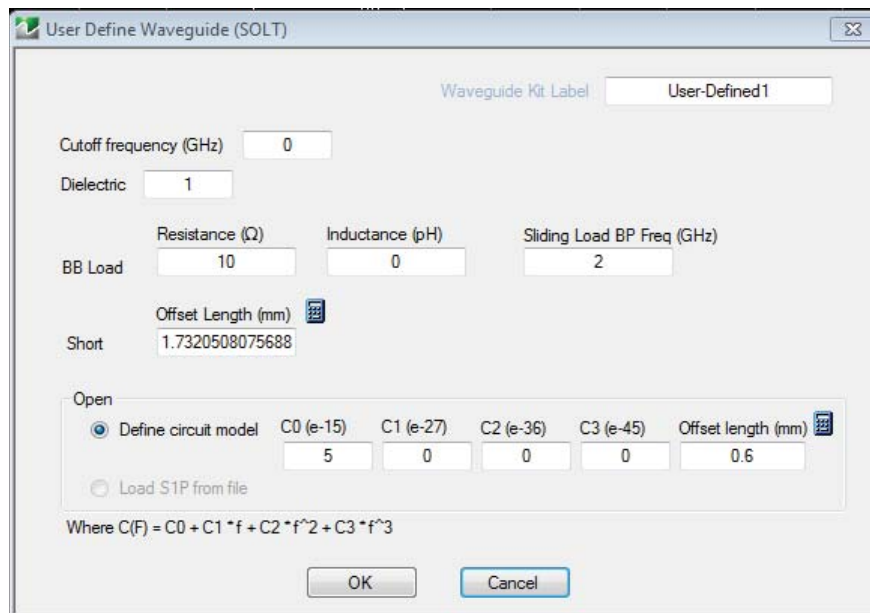 User Define Waveguide (SOLT)
Waveguide Kit Label User-Defined1
Cutoff frequency (GHz) 0
Dielectric 1
Resistance (Ω) Inductance (pH) Sliding Load BP Freq (GHz)
BB Load 10 0 2
Offset Length (mm)
Short 1.7320508075688
Open
Define circuit model C0 (e-15) C1 (e-27) C2 (e-36) C3 (e-45) Offset length (mm)
5 0 0 0 0.6
Load S1P from file
Where C(F) = C0 + C1 * f + C2 * f^2 + C3 * f^3
OK Cancel